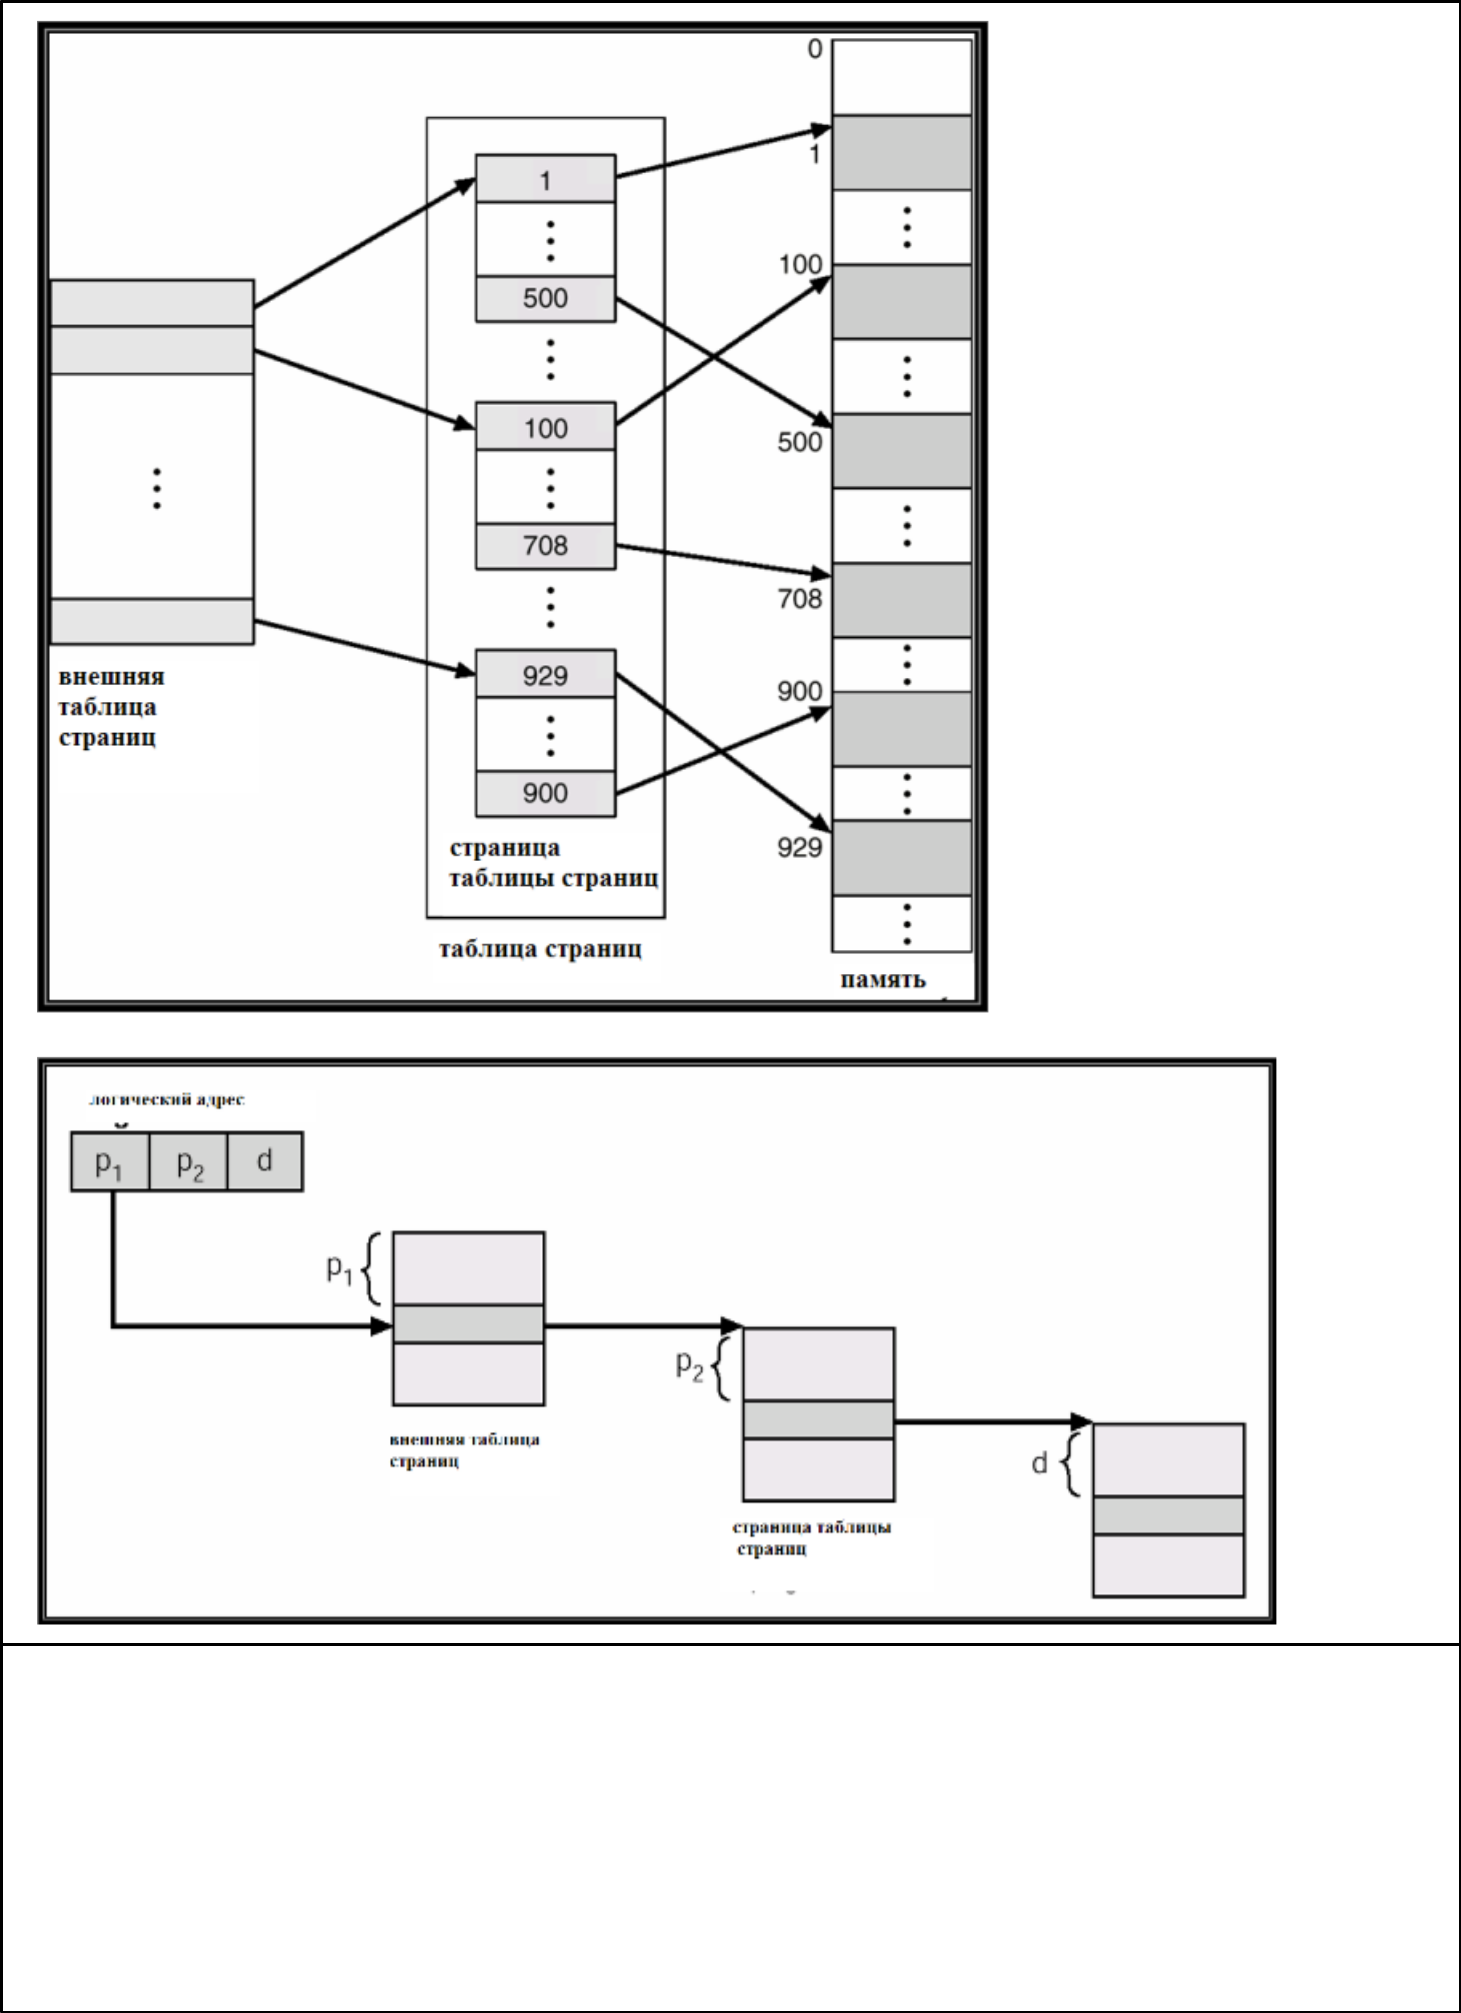 0
1
1
500
100
100
500
708
708
929
900
900
929
внешняя
таблица
страниц
страница
таблицы страниц
таблица страниц
память
логический адрес
p1 p2 d
p1
p2
d
внешняя таблица
страниц
страница таблицы
страниц